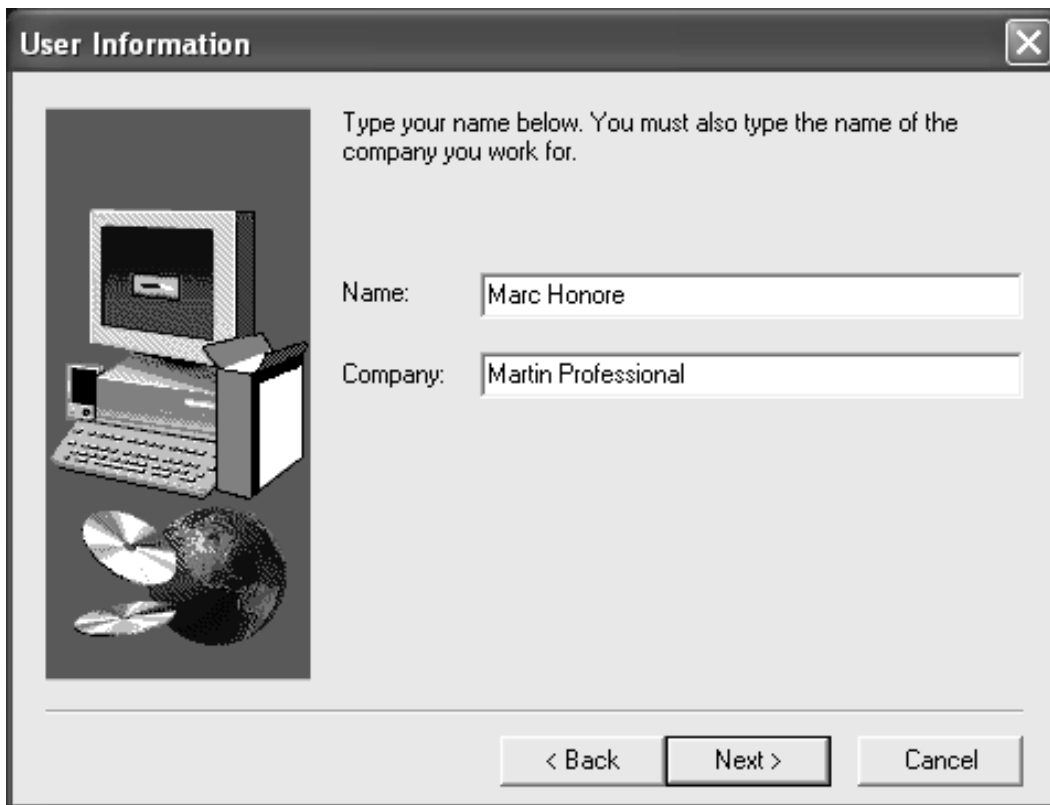 User Information
Type your name below. You must also type the name of the
company you work for.
Name: Marc Honore
Company: Martin Professional
< Back Next > Cancel